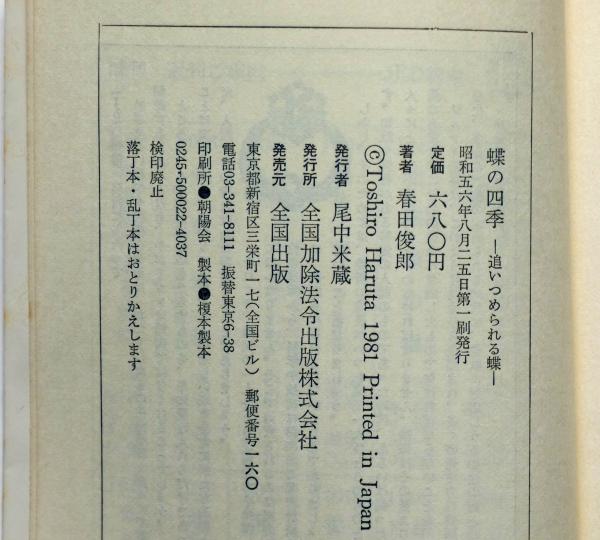 蝶の四季 ―追いつめられる蝶―
昭和五六年八月二五日第一刷発行
定価 六八〇円
著者 春田俊郎
©Toshiro Haruta 1981 Printed in Japan
発行者 尾中米蔵
発行所 全国加除法令出版株式会社
発売元 全国出版
東京都新宿区三栄町一七(全国ビル) 郵便番号一六〇
電話03-341-8111 振替東京6-38
印刷所●朝陽会 製本●榎本製本
0245-500022-4037
検印廃止
落丁本・乱丁本はおとりかえします